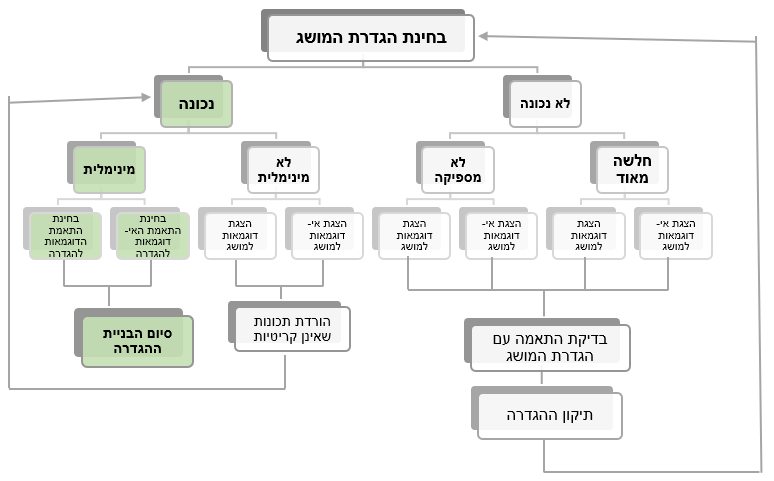 בחינת הגדרת המושג
לא נכונה
נכונה
חלשה
מאוד
לא
מספיקה
לא
מינימלית
מינימלית
הצגת אי-
דוגמאות
למושג
הצגת
דוגמאות
למושג
הצגת אי-
דוגמאות
למושג
הצגת
דוגמאות
למושג
הצגת אי-
דוגמאות
למושג
הצגת
דוגמאות
למושג
בחינת
התאמת האי-
דוגמאות
להגדרה
בחינת
התאמת
הדוגמאות
להגדרה
בדיקת התאמה עם
הגדרת המושג
הורדת תכונות
שאינן קריטיות
סיום הבניית
ההגדרה
תיקון ההגדרה